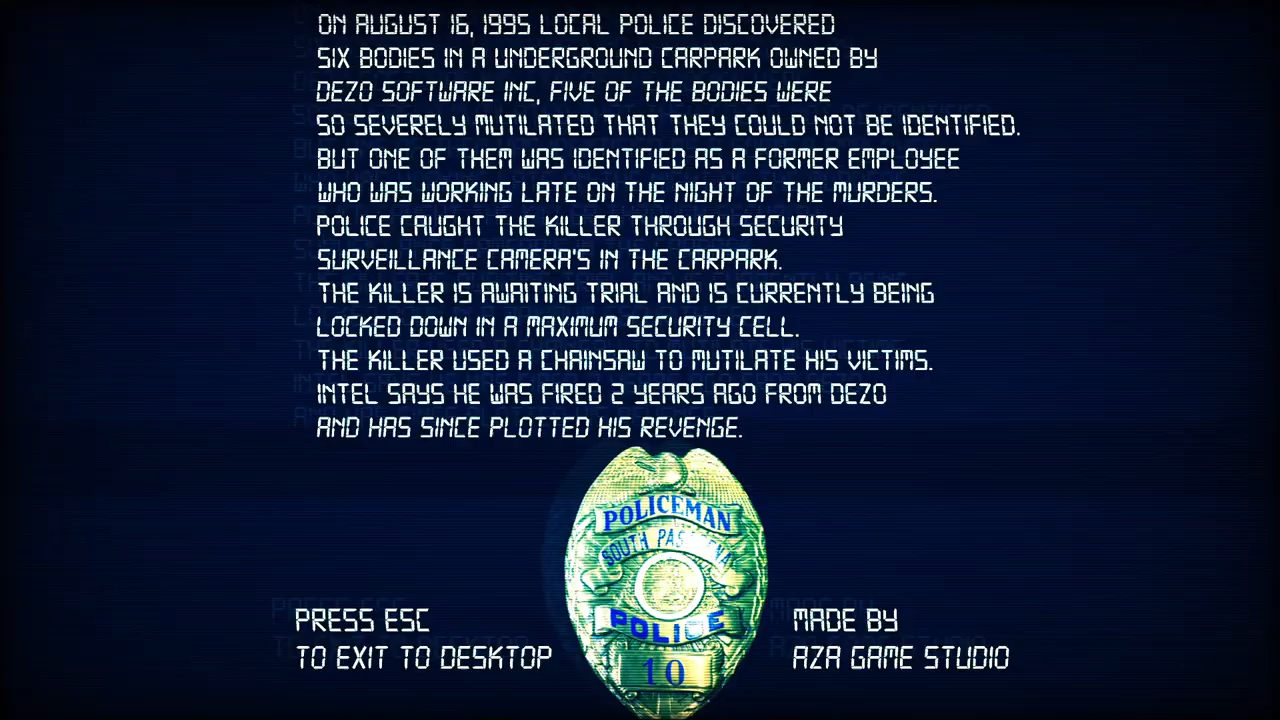 ON AUGUST 16, 1995 LOCAL POLICE DISCOVERED
SIX BODIES IN A UNDERGROUND CARPARK OWNED BY
DEZO SOFTWARE INC, FIVE OF THE BODIES WERE
SO SEVERELY MUTILATED THAT THEY COULD NOT BE IDENTIFIED.
BUT ONE OF THEM WAS IDENTIFIED AS A FORMER EMPLOYEE
WHO WAS WORKING LATE ON THE NIGHT OF THE MURDERS.
POLICE CAUGHT THE KILLER THROUGH SECURITY
SURVEILLANCE CAMERA'S IN THE CARPARK.
THE KILLER IS AWAITING TRIAL AND IS CURRENTLY BEING
LOCKED DOWN IN A MAXIMUM SECURITY CELL.
THE KILLER USED A CHAINSAW TO MUTILATE HIS VICTIMS.
INTEL SAYS HE WAS FIRED 2 YEARS AGO FROM DEZO
AND HAS SINCE PLOTTED HIS REVENGE.
POLICEMAN
SOUTH
POLICE
10
PRESS ESC
TO EXIT TO DESKTOP
MADE BY
AZA GAME STUDIO